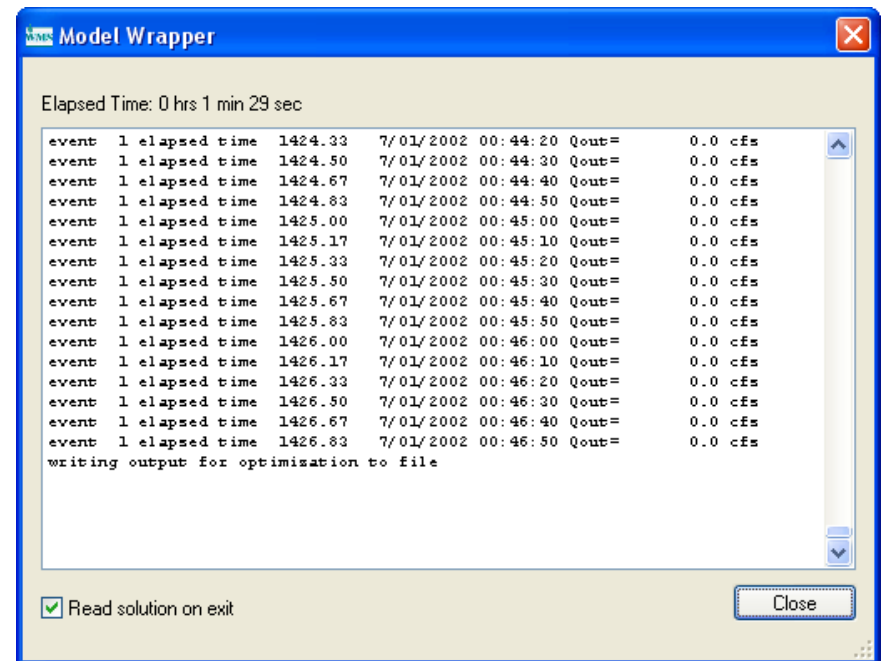 WMS Model Wrapper
Elapsed Time: 0 hrs 1 min 29 sec
event 1 elapsed time 1424.33 7/01/2002 00:44:20 Qout= 0.0 cfs
event 1 elapsed time 1424.50 7/01/2002 00:44:30 Qout= 0.0 cfs
event 1 elapsed time 1424.67 7/01/2002 00:44:40 Qout= 0.0 cfs
event 1 elapsed time 1424.83 7/01/2002 00:44:50 Qout= 0.0 cfs
event 1 elapsed time 1425.00 7/01/2002 00:45:00 Qout= 0.0 cfs
event 1 elapsed time 1425.17 7/01/2002 00:45:10 Qout= 0.0 cfs
event 1 elapsed time 1425.33 7/01/2002 00:45:20 Qout= 0.0 cfs
event 1 elapsed time 1425.50 7/01/2002 00:45:30 Qout= 0.0 cfs
event 1 elapsed time 1425.67 7/01/2002 00:45:40 Qout= 0.0 cfs
event 1 elapsed time 1425.83 7/01/2002 00:45:50 Qout= 0.0 cfs
event 1 elapsed time 1426.00 7/01/2002 00:46:00 Qout= 0.0 cfs
event 1 elapsed time 1426.17 7/01/2002 00:46:10 Qout= 0.0 cfs
event 1 elapsed time 1426.33 7/01/2002 00:46:20 Qout= 0.0 cfs
event 1 elapsed time 1426.50 7/01/2002 00:46:30 Qout= 0.0 cfs
event 1 elapsed time 1426.67 7/01/2002 00:46:40 Qout= 0.0 cfs
event 1 elapsed time 1426.83 7/01/2002 00:46:50 Qout= 0.0 cfs
writing output for optimisation to file
Read solution on exit
Close